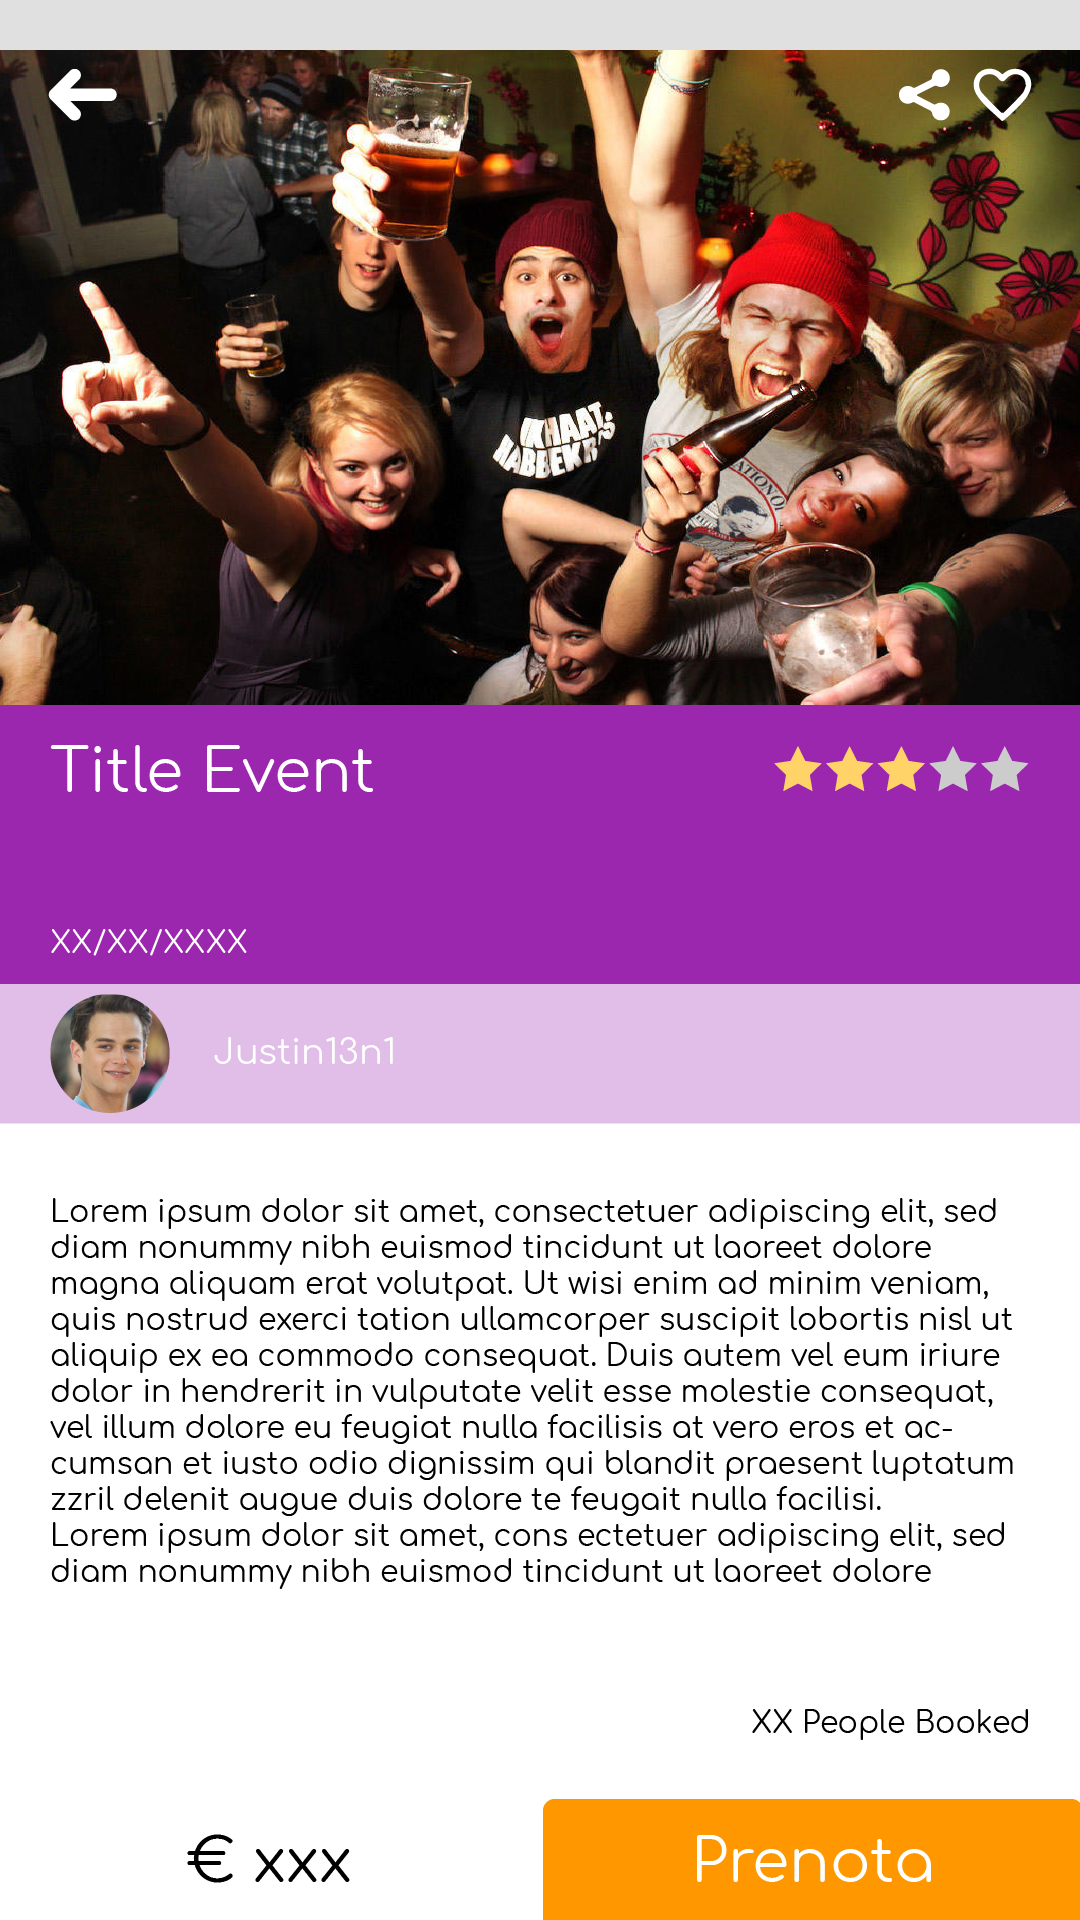 IKHAAT
Title Event
XX/XX/XXXX
Justin13n1
Lorem ipsum dolor sit amet, consectetuer adipiscing elit, sed
diam nonummy nibh euismod tincidunt ut laoreet dolore
magna aliquam erat volutpat. Ut wisi enim ad minim veniam,
quis nostrud exerci tation ullamcorper suscipit lobortis nisl ut
aliquip ex ea commodo consequat. Duis autem vel eum iriure
dolor in hendrerit in vulputate velit esse molestie consequat,
vel illum dolore eu feugiat nulla facilisis at vero eros et ac-
cumsan et iusto odio dignissim qui blandit praesent luptatum
zzril delenit augue duis dolore te feugait nulla facilisi.
Lorem ipsum dolor sit amet, cons ectetuer adipiscing elit, sed
diam nonummy nibh euismod tincidunt ut laoreet dolore
XX People Booked
€ xxx
Prenota